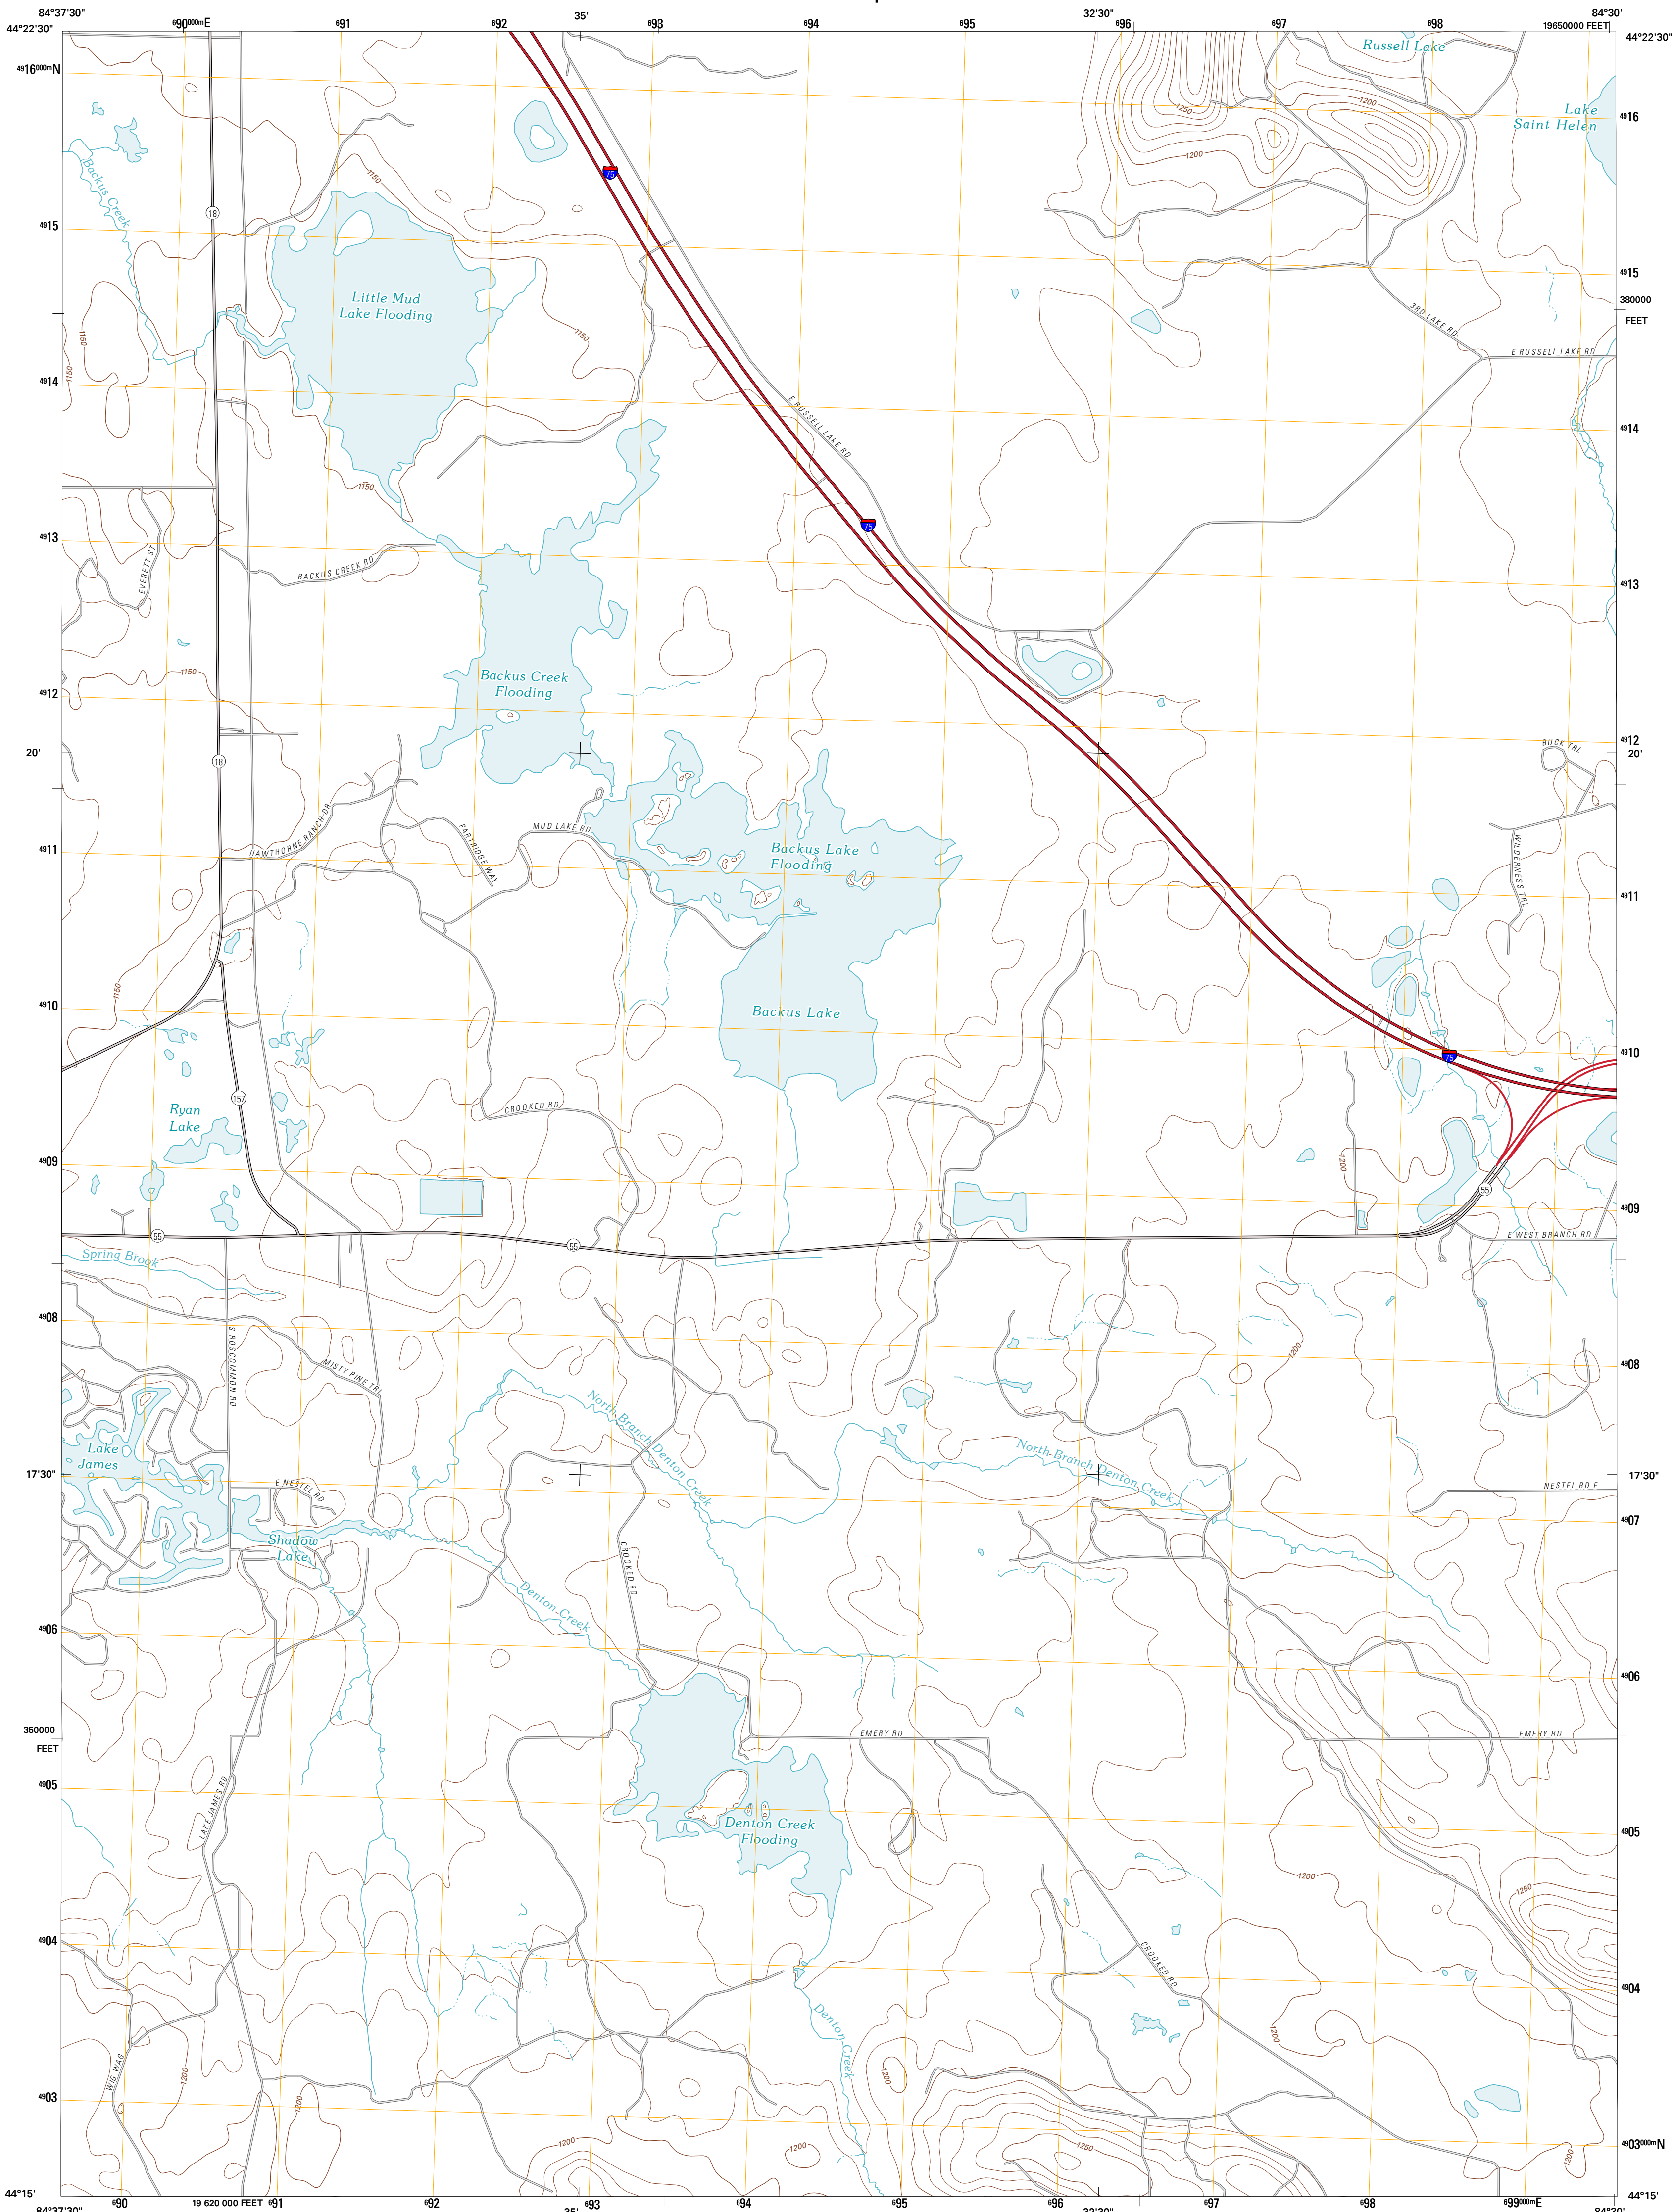 84°37'30"
690000mE
691
692
35'
693
694
695
32'30"
696
697
698
19650000 FEET
84°30'
44°22'30"
44°22'30"
4916000mN
Russell Lake
1250
1200
Lake
Saint Helen
4916
1200
Backus Creek
1150
75
18
4915
4915
Little Mud
Lake Flooding
380000
FEET
3RD LAKE RD
1150
1150
1150
E RUSSELL LAKE RD
4914
E RUSSELL LAKE RD
4914
1150
75
4913
EVERETT ST
BACKUS CREEK RD
4913
1150
Backus Creek
Flooding
4912
4912
20'
BUCK TRL
20'
18
HAWTHORNE RANCH DR
PARTRIDGE WAY
MUD LAKE RD
4911
Backus Lake
Flooding
WILDERNESS TRL
4911
1150
4910
Backus Lake
75
4910
157
Ryan
Lake
CROOKED RD
4909
1200
55
4909
55
55
E WEST BRANCH RD
Spring Brook
4908
S ROSCOMMON RD
MISTY PINE TRL
1200
4908
North Branch Denton Creek
Lake
James
North Branch Denton Creek
17'30"
17'30"
E NESTEL RD
NESTEL RD E
4907
Shadow
Lake
CROOKED RD
Denton Creek
4906
4906
350000
FEET
EMERY RD
EMERY RD
4905
LAKE JAMES RD
Denton Creek
Flooding
4905
1200
1250
4904
CROOKED RD
4904
Denton Creek
1200
WIG WAG
1200
1200
1200
4903
1200
1200
1250
1200
4903000mN
44°15'
44°15'
690
19 620 000 FEET
691
692
693
694
695
696
697
698
699000mE
84°37'30"
35'
32'30"
84°30'